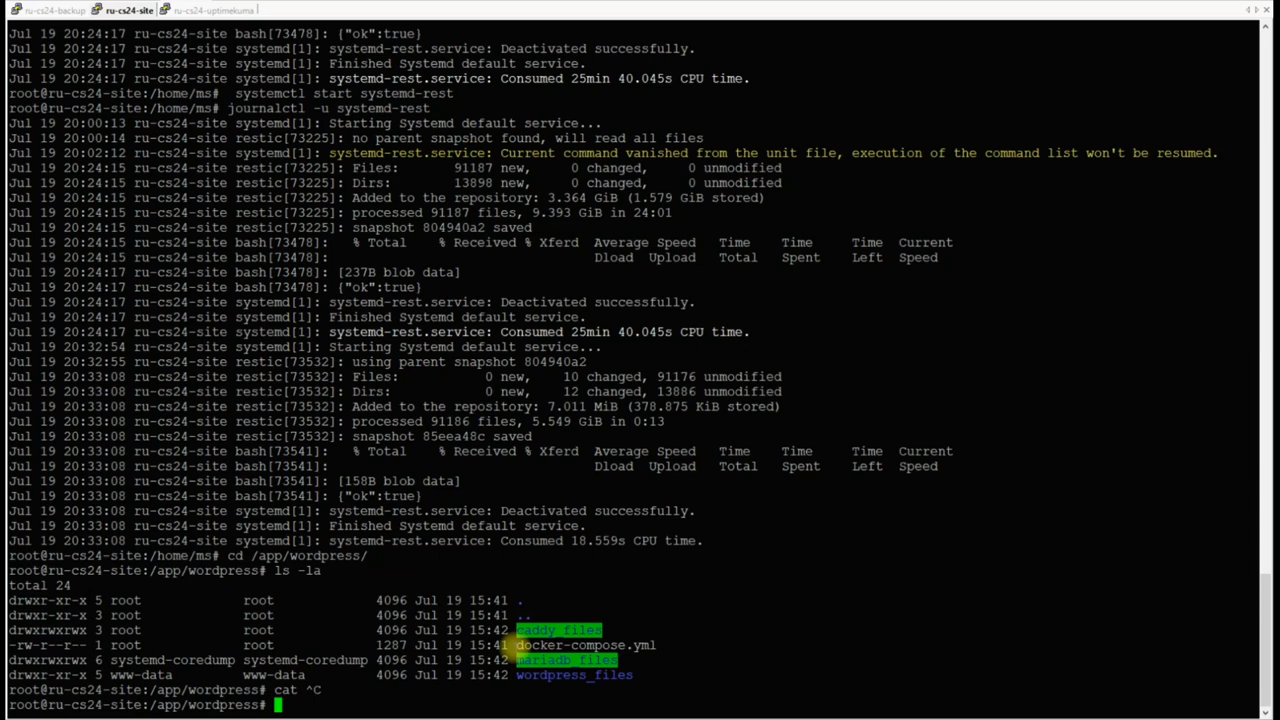 ru-cs24-backup ru-cs24-site ru-cs24-uptimekuma
Jul 19 20:24:17 ru-cs24-site bash[73478]: {"ok":true}
Jul 19 20:24:17 ru-cs24-site systemd[1]: systemd-rest.service: Deactivated successfully.
Jul 19 20:24:17 ru-cs24-site systemd[1]: Finished Systemd default service.
Jul 19 20:24:17 ru-cs24-site systemd[1]: systemd-rest.service: Consumed 25min 40.045s CPU time.
root@ru-cs24-site:/home/ms#  systemctl start systemd-rest
root@ru-cs24-site:/home/ms# journalctl -u systemd-rest
Jul 19 20:00:13 ru-cs24-site systemd[1]: Starting Systemd default service...
Jul 19 20:00:14 ru-cs24-site restic[73225]: no parent snapshot found, will read all files
Jul 19 20:02:12 ru-cs24-site systemd[1]: systemd-rest.service: Current command vanished from the unit file, execution of the command list won't be resumed.
Jul 19 20:24:15 ru-cs24-site restic[73225]: Files:       91187 new,     0 changed,     0 unmodified
Jul 19 20:24:15 ru-cs24-site restic[73225]: Dirs:        13898 new,     0 changed,     0 unmodified
Jul 19 20:24:15 ru-cs24-site restic[73225]: Added to the repository: 3.364 GiB (1.579 GiB stored)
Jul 19 20:24:15 ru-cs24-site restic[73225]: processed 91187 files, 9.393 GiB in 24:01
Jul 19 20:24:15 ru-cs24-site restic[73225]: snapshot 804940a2 saved
Jul 19 20:24:15 ru-cs24-site bash[73478]:   % Total    % Received % Xferd  Average Speed   Time    Time     Time  Current
Jul 19 20:24:15 ru-cs24-site bash[73478]:                                  Dload  Upload   Total   Spent    Left  Speed
Jul 19 20:24:17 ru-cs24-site bash[73478]: [237B blob data]
Jul 19 20:24:17 ru-cs24-site bash[73478]: {"ok":true}
Jul 19 20:24:17 ru-cs24-site systemd[1]: systemd-rest.service: Deactivated successfully.
Jul 19 20:24:17 ru-cs24-site systemd[1]: Finished Systemd default service.
Jul 19 20:24:17 ru-cs24-site systemd[1]: systemd-rest.service: Consumed 25min 40.045s CPU time.
Jul 19 20:32:54 ru-cs24-site systemd[1]: Starting Systemd default service...
Jul 19 20:32:55 ru-cs24-site restic[73532]: using parent snapshot 804940a2
Jul 19 20:33:08 ru-cs24-site restic[73532]: Files:           0 new,    10 changed, 91176 unmodified
Jul 19 20:33:08 ru-cs24-site restic[73532]: Dirs:            0 new,    12 changed, 13886 unmodified
Jul 19 20:33:08 ru-cs24-site restic[73532]: Added to the repository: 7.011 MiB (378.875 KiB stored)
Jul 19 20:33:08 ru-cs24-site restic[73532]: processed 91186 files, 5.549 GiB in 0:13
Jul 19 20:33:08 ru-cs24-site restic[73532]: snapshot 85eea48c saved
Jul 19 20:33:08 ru-cs24-site bash[73541]:   % Total    % Received % Xferd  Average Speed   Time    Time     Time  Current
Jul 19 20:33:08 ru-cs24-site bash[73541]:                                  Dload  Upload   Total   Spent    Left  Speed
Jul 19 20:33:08 ru-cs24-site bash[73541]: [158B blob data]
Jul 19 20:33:08 ru-cs24-site bash[73541]: {"ok":true}
Jul 19 20:33:08 ru-cs24-site systemd[1]: systemd-rest.service: Deactivated successfully.
Jul 19 20:33:08 ru-cs24-site systemd[1]: Finished Systemd default service.
Jul 19 20:33:08 ru-cs24-site systemd[1]: systemd-rest.service: Consumed 18.559s CPU time.
root@ru-cs24-site:/home/ms# cd /app/wordpress/
root@ru-cs24-site:/app/wordpress# ls -la
total 24
drwxr-xr-x 5 root             root             4096 Jul 19 15:41 .
drwxr-xr-x 3 root             root             4096 Jul 19 15:41 ..
drwxrwxrwx 3 root             root             4096 Jul 19 15:42 caddy_files
-rw-r--r-- 1 root             root             1287 Jul 19 15:41 docker-compose.yml
drwxrwxrwx 6 systemd-coredump systemd-coredump 4096 Jul 19 15:42 mariadb_files
drwxr-xr-x 5 www-data         www-data         4096 Jul 19 15:42 wordpress_files
root@ru-cs24-site:/app/wordpress# cat ^C
root@ru-cs24-site:/app/wordpress#